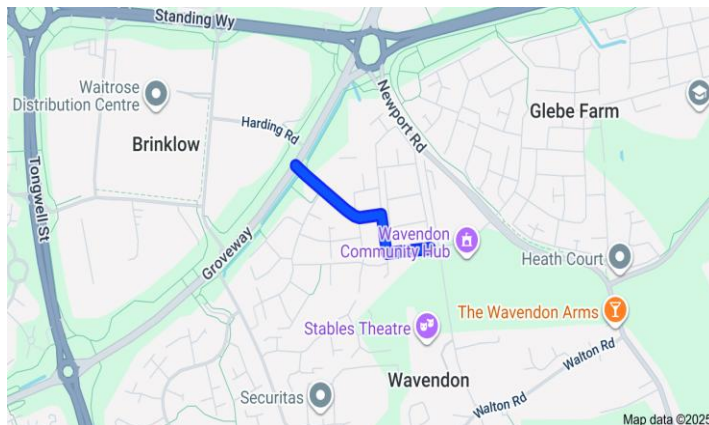 Standing Wy
Waitrose
Distribution Centre
Harding Rd
Brinklow
Newport Rd
Glebe Farm
Tongwell St
Groveway
Wavendon
Community Hub
Heath Court
The Wavendon Arms
Stables Theatre
Walton Rd
Wavendon
Securitas
Walton Rd
Map data ©2025